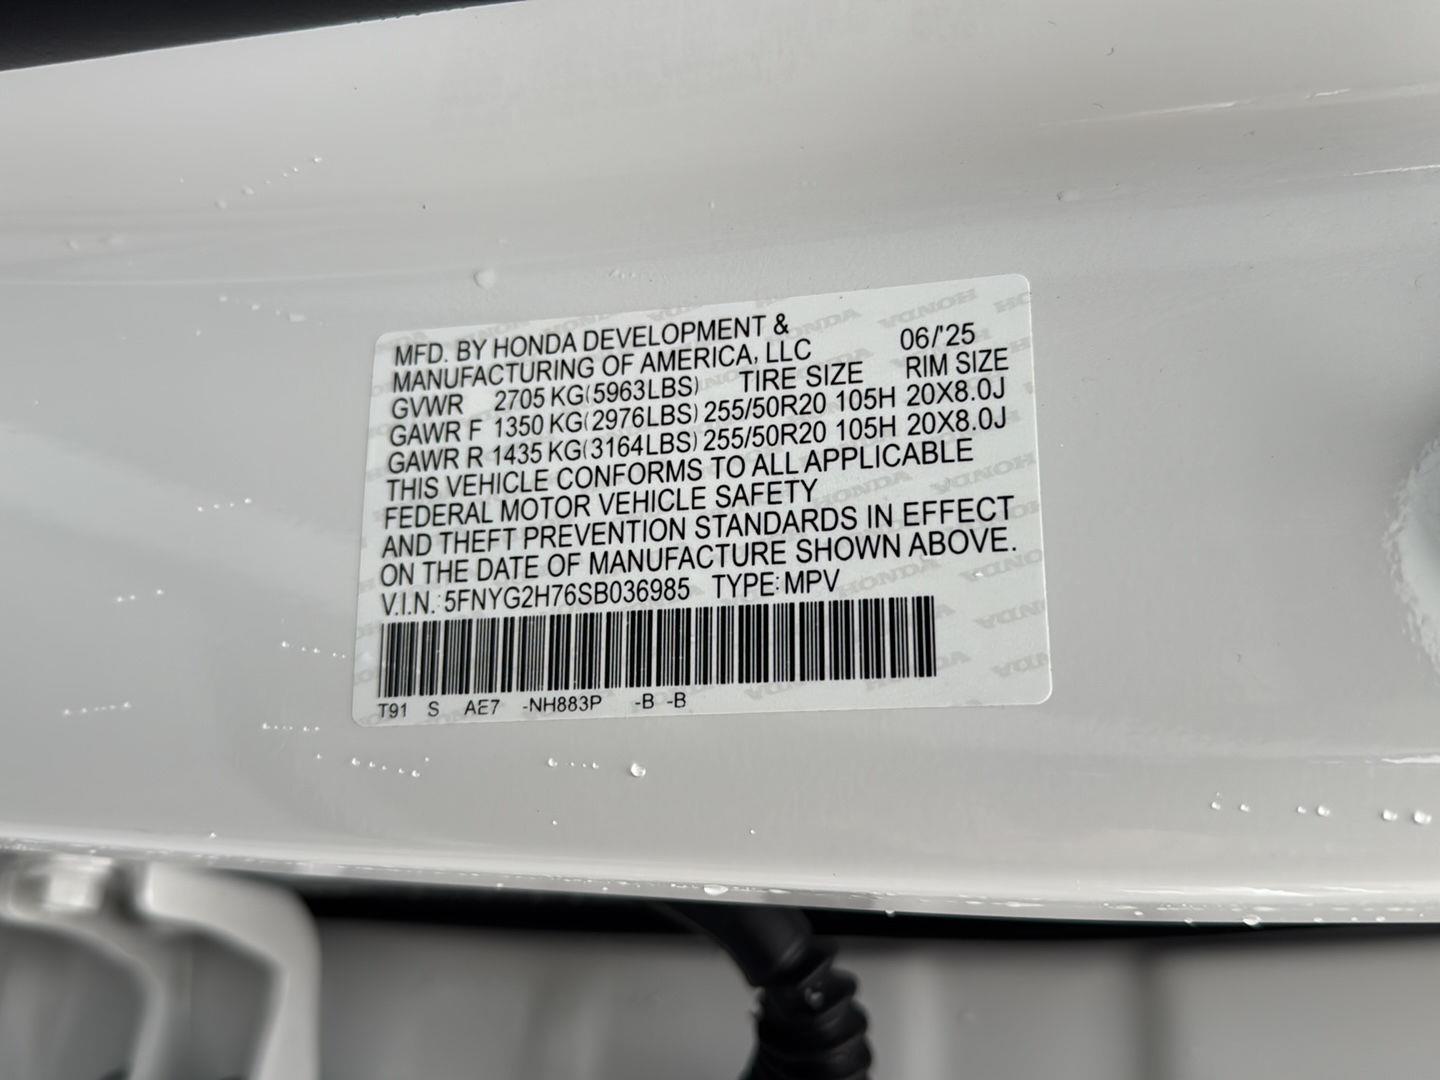 MFD. BY HONDA DEVELOPMENT &
MANUFACTURING OF AMERICA, LLC 06/'25
GVWR 2705 KG(5963LBS) TIRE SIZE RIM SIZE
GAWR F 1350 KG(2976LBS) 255/50R20 105H 20X8.0J
GAWR R 1435 KG(3164LBS) 255/50R20 105H 20X8.0J
THIS VEHICLE CONFORMS TO ALL APPLICABLE
FEDERAL MOTOR VEHICLE SAFETY
AND THEFT PREVENTION STANDARDS IN EFFECT
ON THE DATE OF MANUFACTURE SHOWN ABOVE.
V.I.N.: 5FNYG2H76SB036985 TYPE: MPV
T91 S AE7 -NH883P -B -B